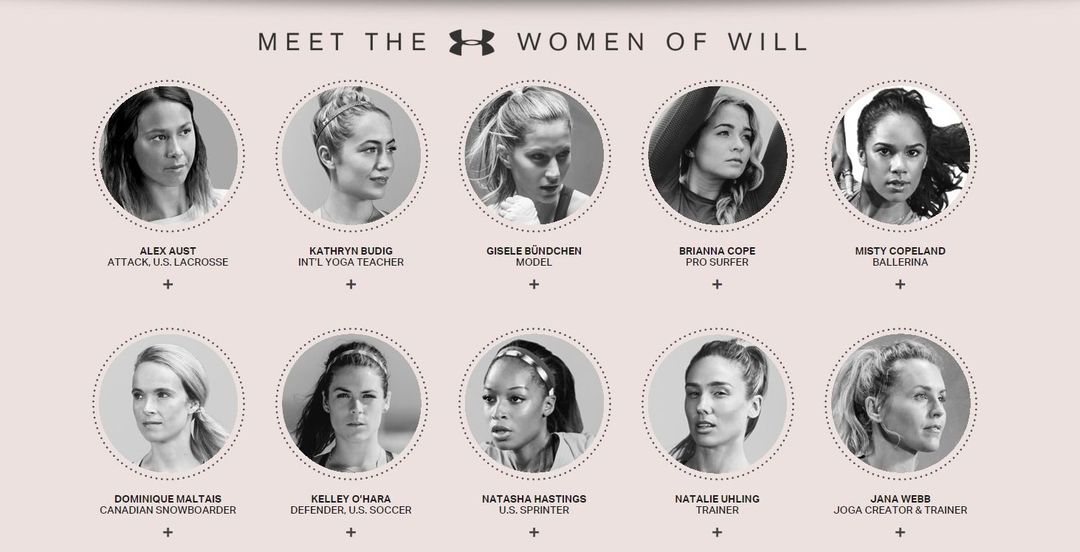 MEET THE WOMEN OF WILL
ALEX AUST
ATTACK, U.S. LACROSSE
+
KATHRYN BUDIG
INT'L YOGA TEACHER
+
GISELE BÜNDCHEN
MODEL
+
BRIANNA COPE
PRO SURFER
+
MISTY COPELAND
BALLERINA
+
DOMINIQUE MALTAIS
CANADIAN SNOWBOARDER
+
KELLEY O'HARA
DEFENDER, U.S. SOCCER
+
NATASHA HASTINGS
U.S. SPRINTER
+
NATALIE UHLING
TRAINER
+
JANA WEBB
JOGA CREATOR & TRAINER
+